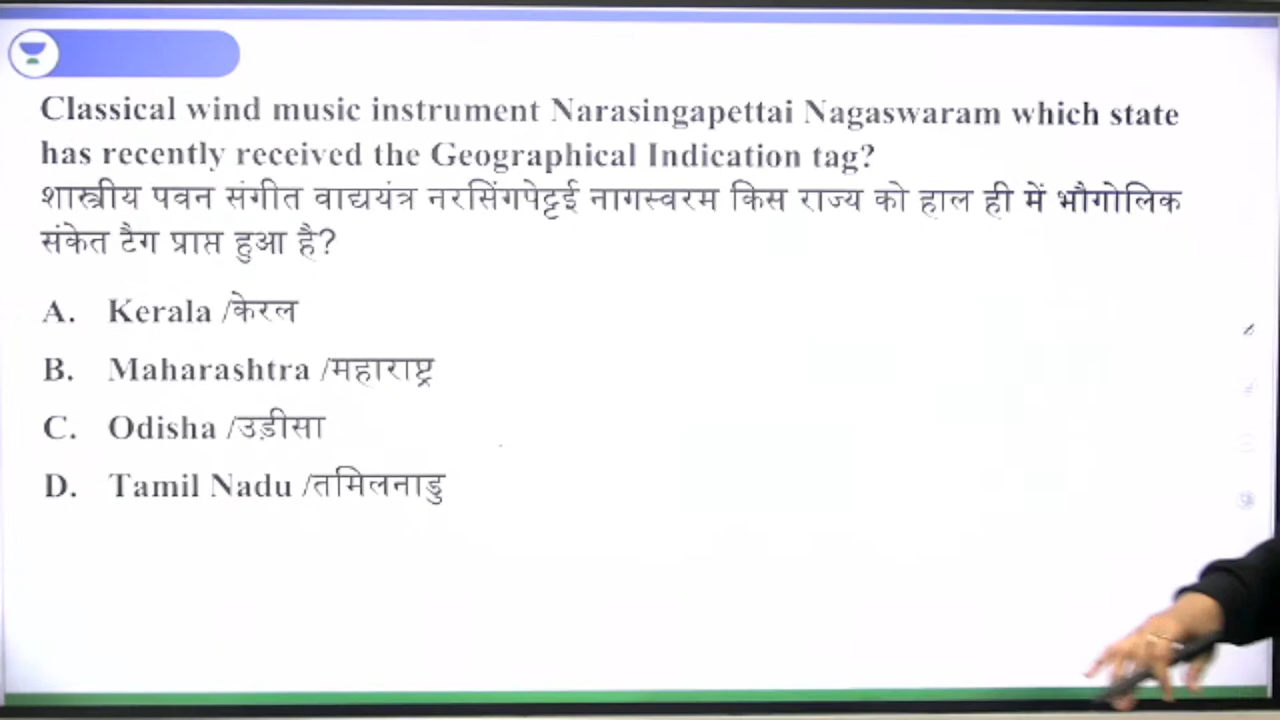 Classical wind music instrument Narasingapettai Nagaswaram which state
has recently received the Geographical Indication tag?
शास्त्रीय पवन संगीत वाद्ययंत्र नरसिंगपेट्टई नागस्वरम किस राज्य को हाल ही में भौगोलिक
संकेत टैग प्राप्त हुआ है?
A. Kerala /केरल
B. Maharashtra /महाराष्ट्र
C. Odisha /उड़ीसा
D. Tamil Nadu /तमिलनाडु